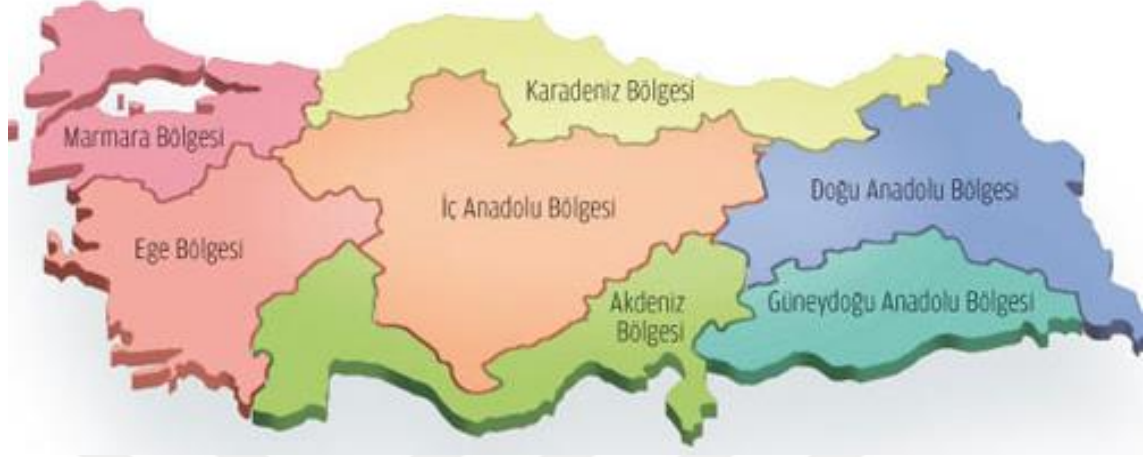 Karadeniz Bölgesi
Marmara Bölgesi
Doğu Anadolu Bölgesi
İç Anadolu Bölgesi
Ege Bölgesi
Akdeniz
Bölgesi
Güneydoğu Anadolu Bölgesi